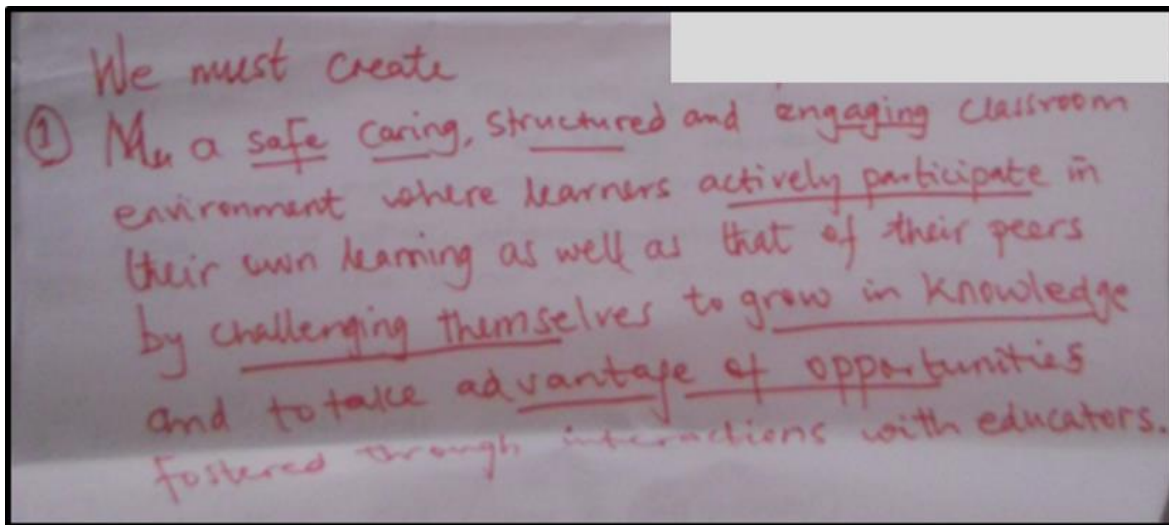 We must create
① a safe caring, structured and engaging classroom
environment where learners actively participate in
their own learning as well as that of their peers
by challenging themselves to grow in knowledge
and to take advantage of opportunities
fostered through interactions with educators.